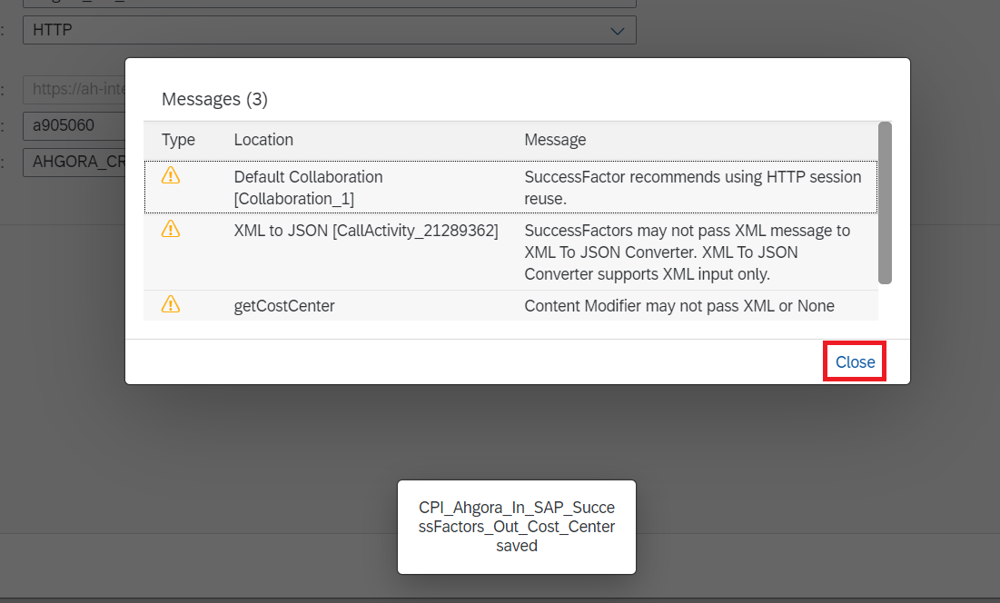 HTTP
https://ah-inte
:
a905060
:
AHGORA_CR
:
Messages (3)
Type Location Message
Default Collaboration
[Collaboration_1]
SuccessFactor recommends using HTTP session
reuse.
XML to JSON [CallActivity_21289362]
SuccessFactors may not pass XML message to
XML To JSON Converter. XML To JSON
Converter supports XML input only.
getCostCenter
Content Modifier may not pass XML or None
Close
CPI_Ahgora_In_SAP_Succe
ssFactors_Out_Cost_Center
saved